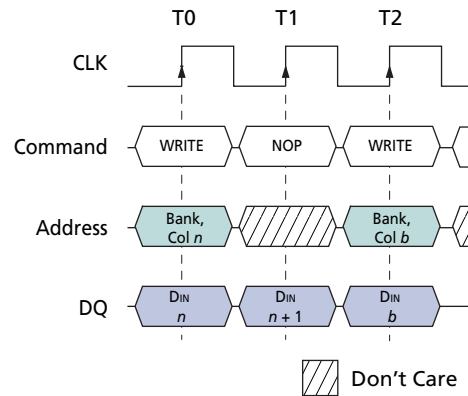 T0 T1 T2
CLK
Command WRITE NOP WRITE
Address Bank, Col n Bank, Col b
DQ DIN n DIN n + 1 DIN b
Don't Care